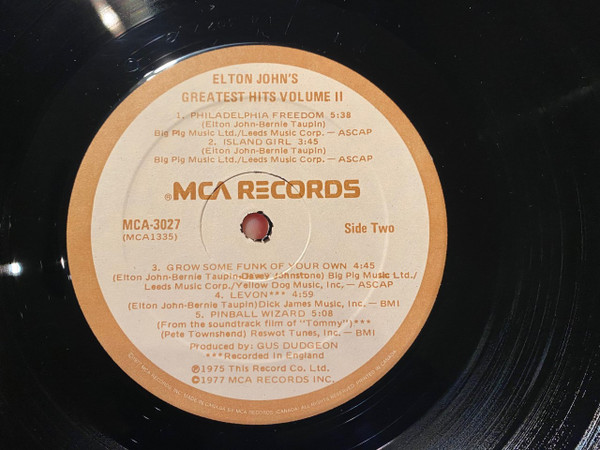 ELTON JOHN'S
GREATEST HITS VOLUME II
1. PHILADELPHIA FREEDOM 5:38
(Elton John-Bernie Taupin)
Big Pig Music Ltd./Leeds Music Corp. — ASCAP
2. ISLAND GIRL 3:45
(Elton John-Bernie Taupin)
Big Pig Music Ltd./Leeds Music Corp. — ASCAP
®MCA RECORDS
MCA-3027
(MCA1335)
Side Two
3. GROW SOME FUNK OF YOUR OWN 4:45
(Elton John-Bernie Taupin-Davey Johnstone) Big Pig Music Ltd./
Leeds Music Corp./Yellow Dog Music, Inc. — ASCAP
4. LEVON*** 4:59
(Elton John-Bernie Taupin) Dick James Music, Inc. — BMI
5. PINBALL WIZARD 5:08
(From the soundtrack film of "Tommy")***
(Pete Townshend) Reswot Tunes, Inc. — BMI
Produced by: GUS DUDGEON
***Recorded in England
℗1975 This Record Co. Ltd.
©1977 MCA RECORDS INC.